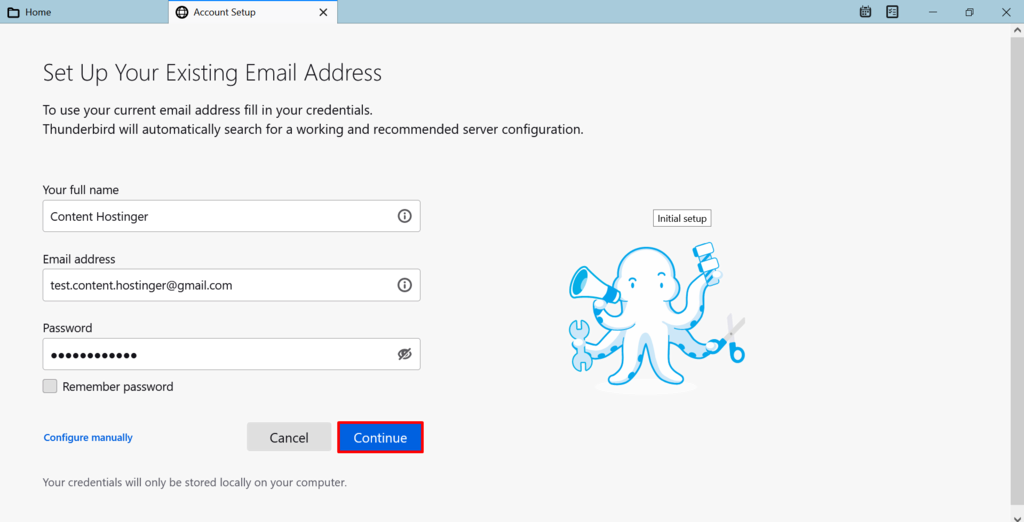 Home
Account Setup
Set Up Your Existing Email Address
To use your current email address fill in your credentials.
Thunderbird will automatically search for a working and recommended server configuration.
Your full name
Content Hostinger
Initial setup
Email address
test.content.hostinger@gmail.com
Password
●●●●●●●●●●●●
Remember password
Configure manually
Cancel
Continue
Your credentials will only be stored locally on your computer.